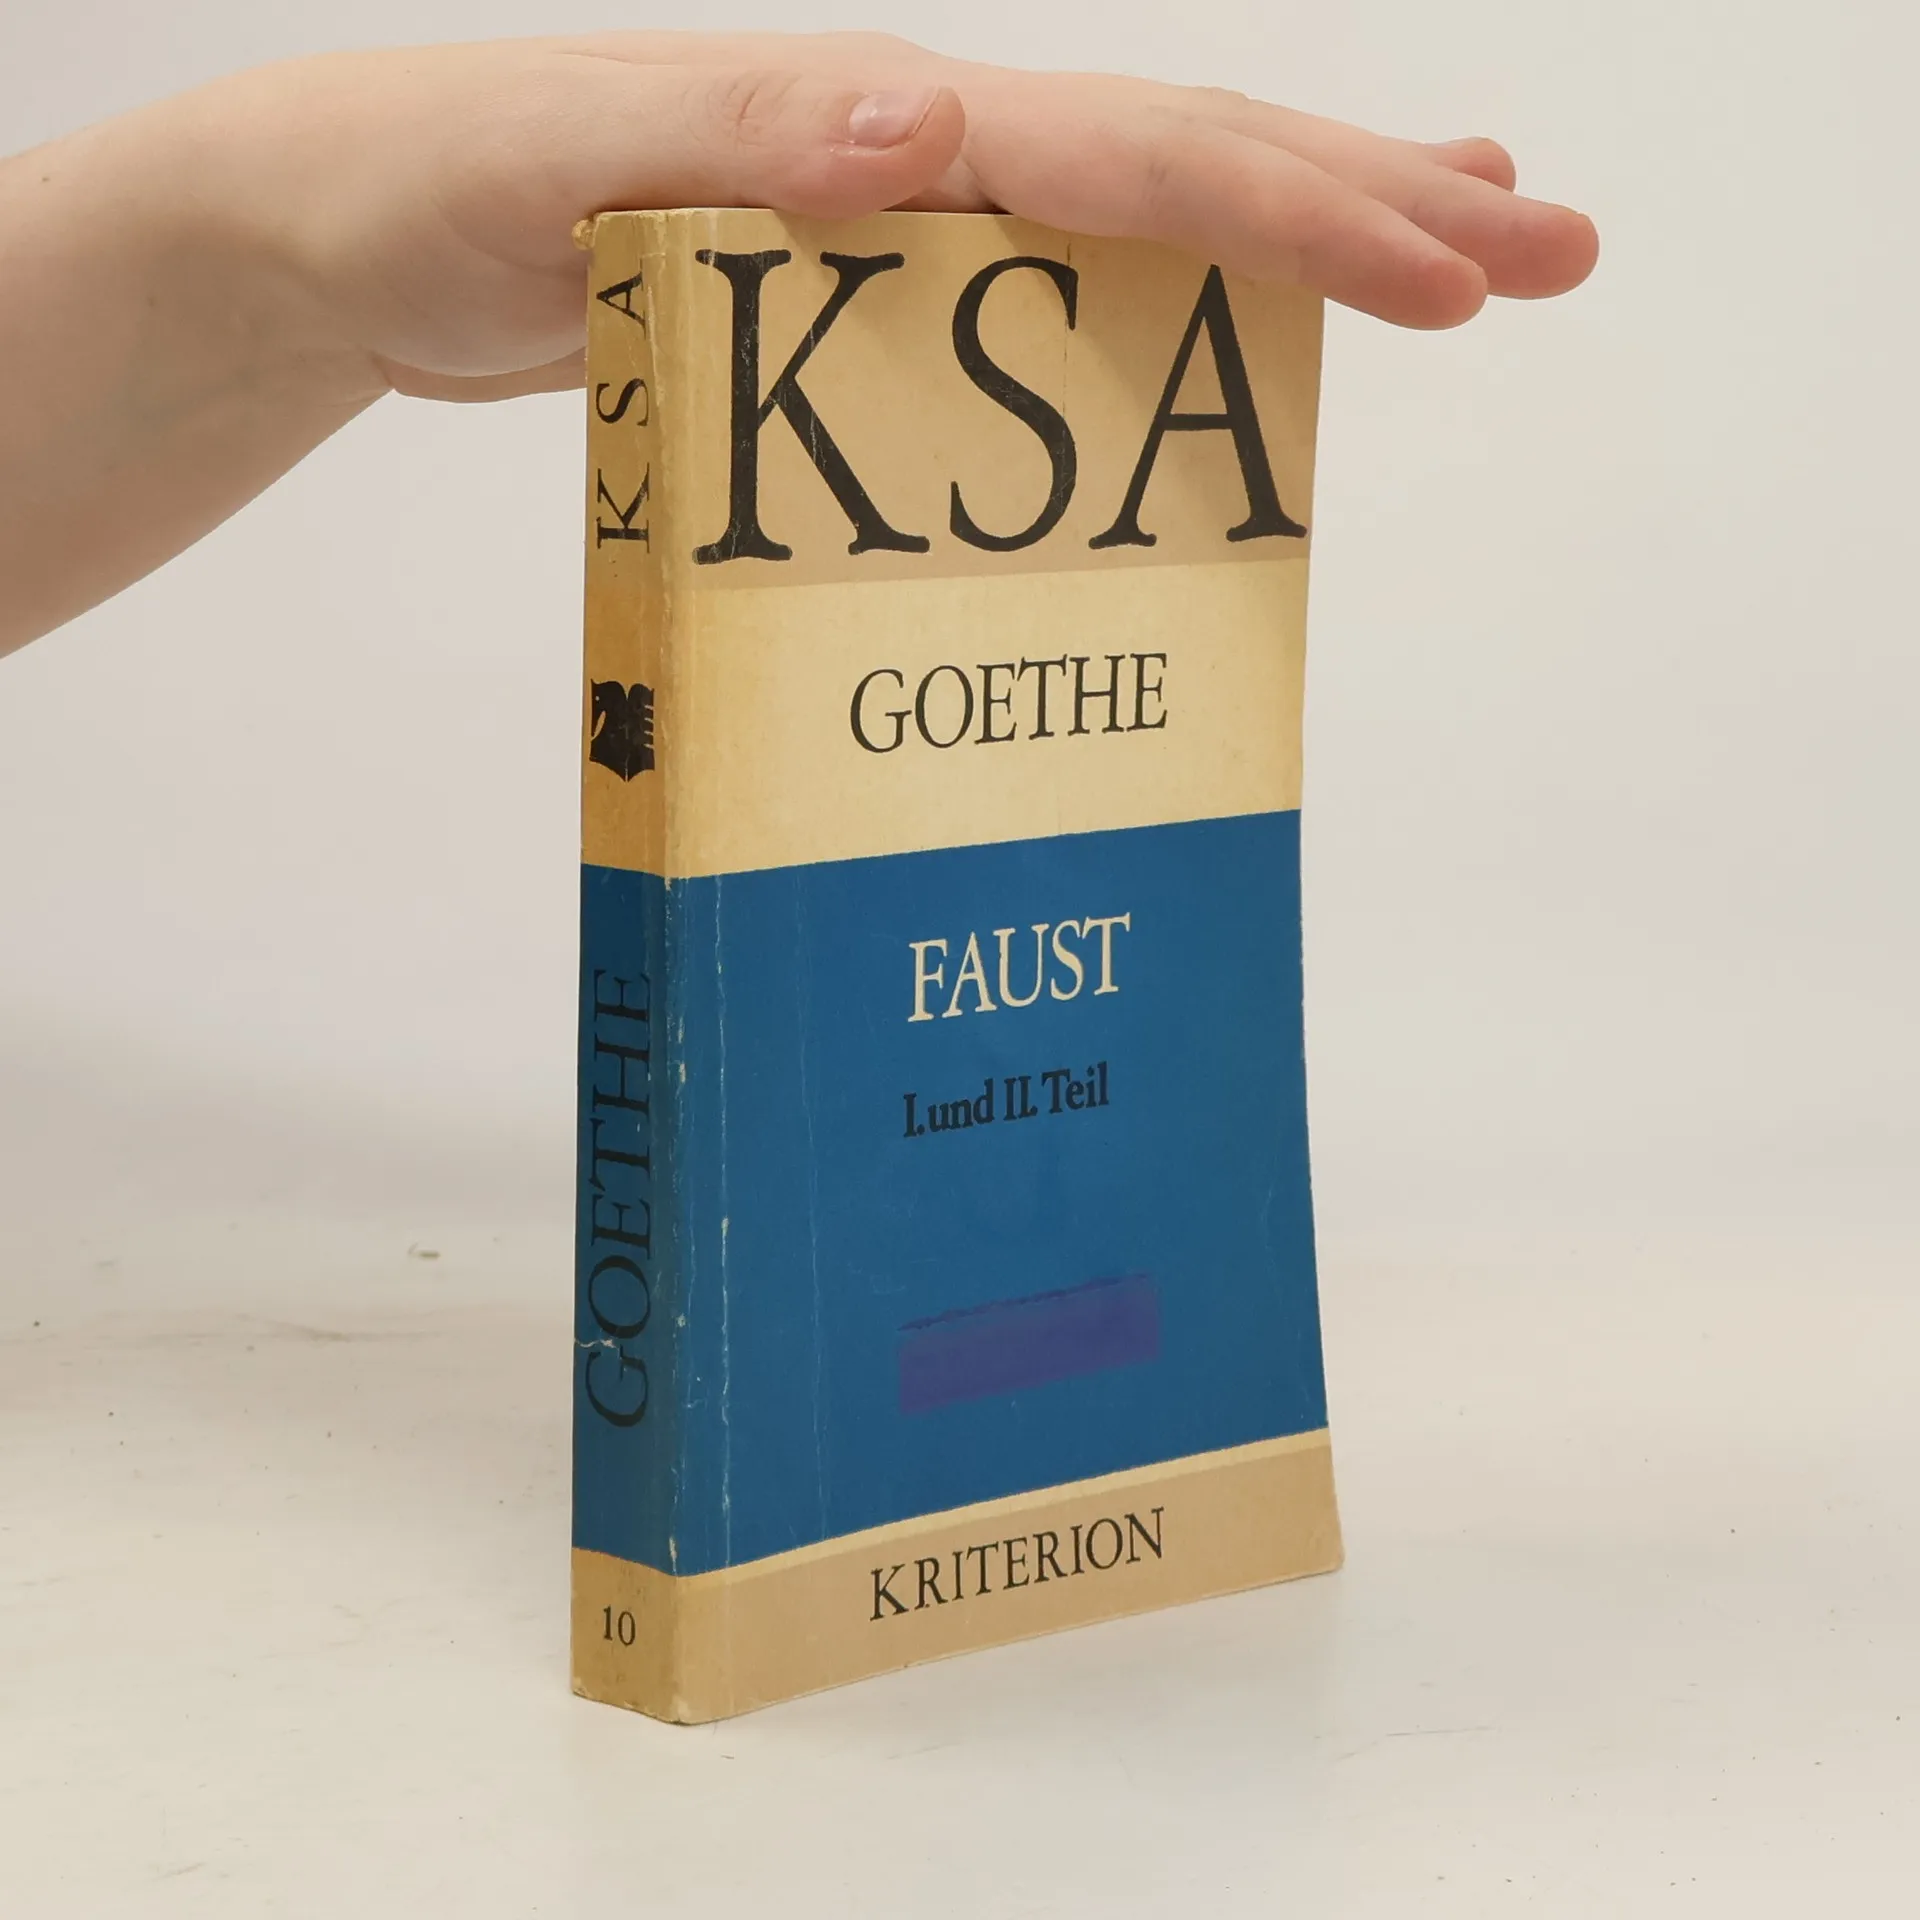 KSA
GOETHE
FAUST
I. und II. Teil
KRITERION
KSA
GOETHE
10